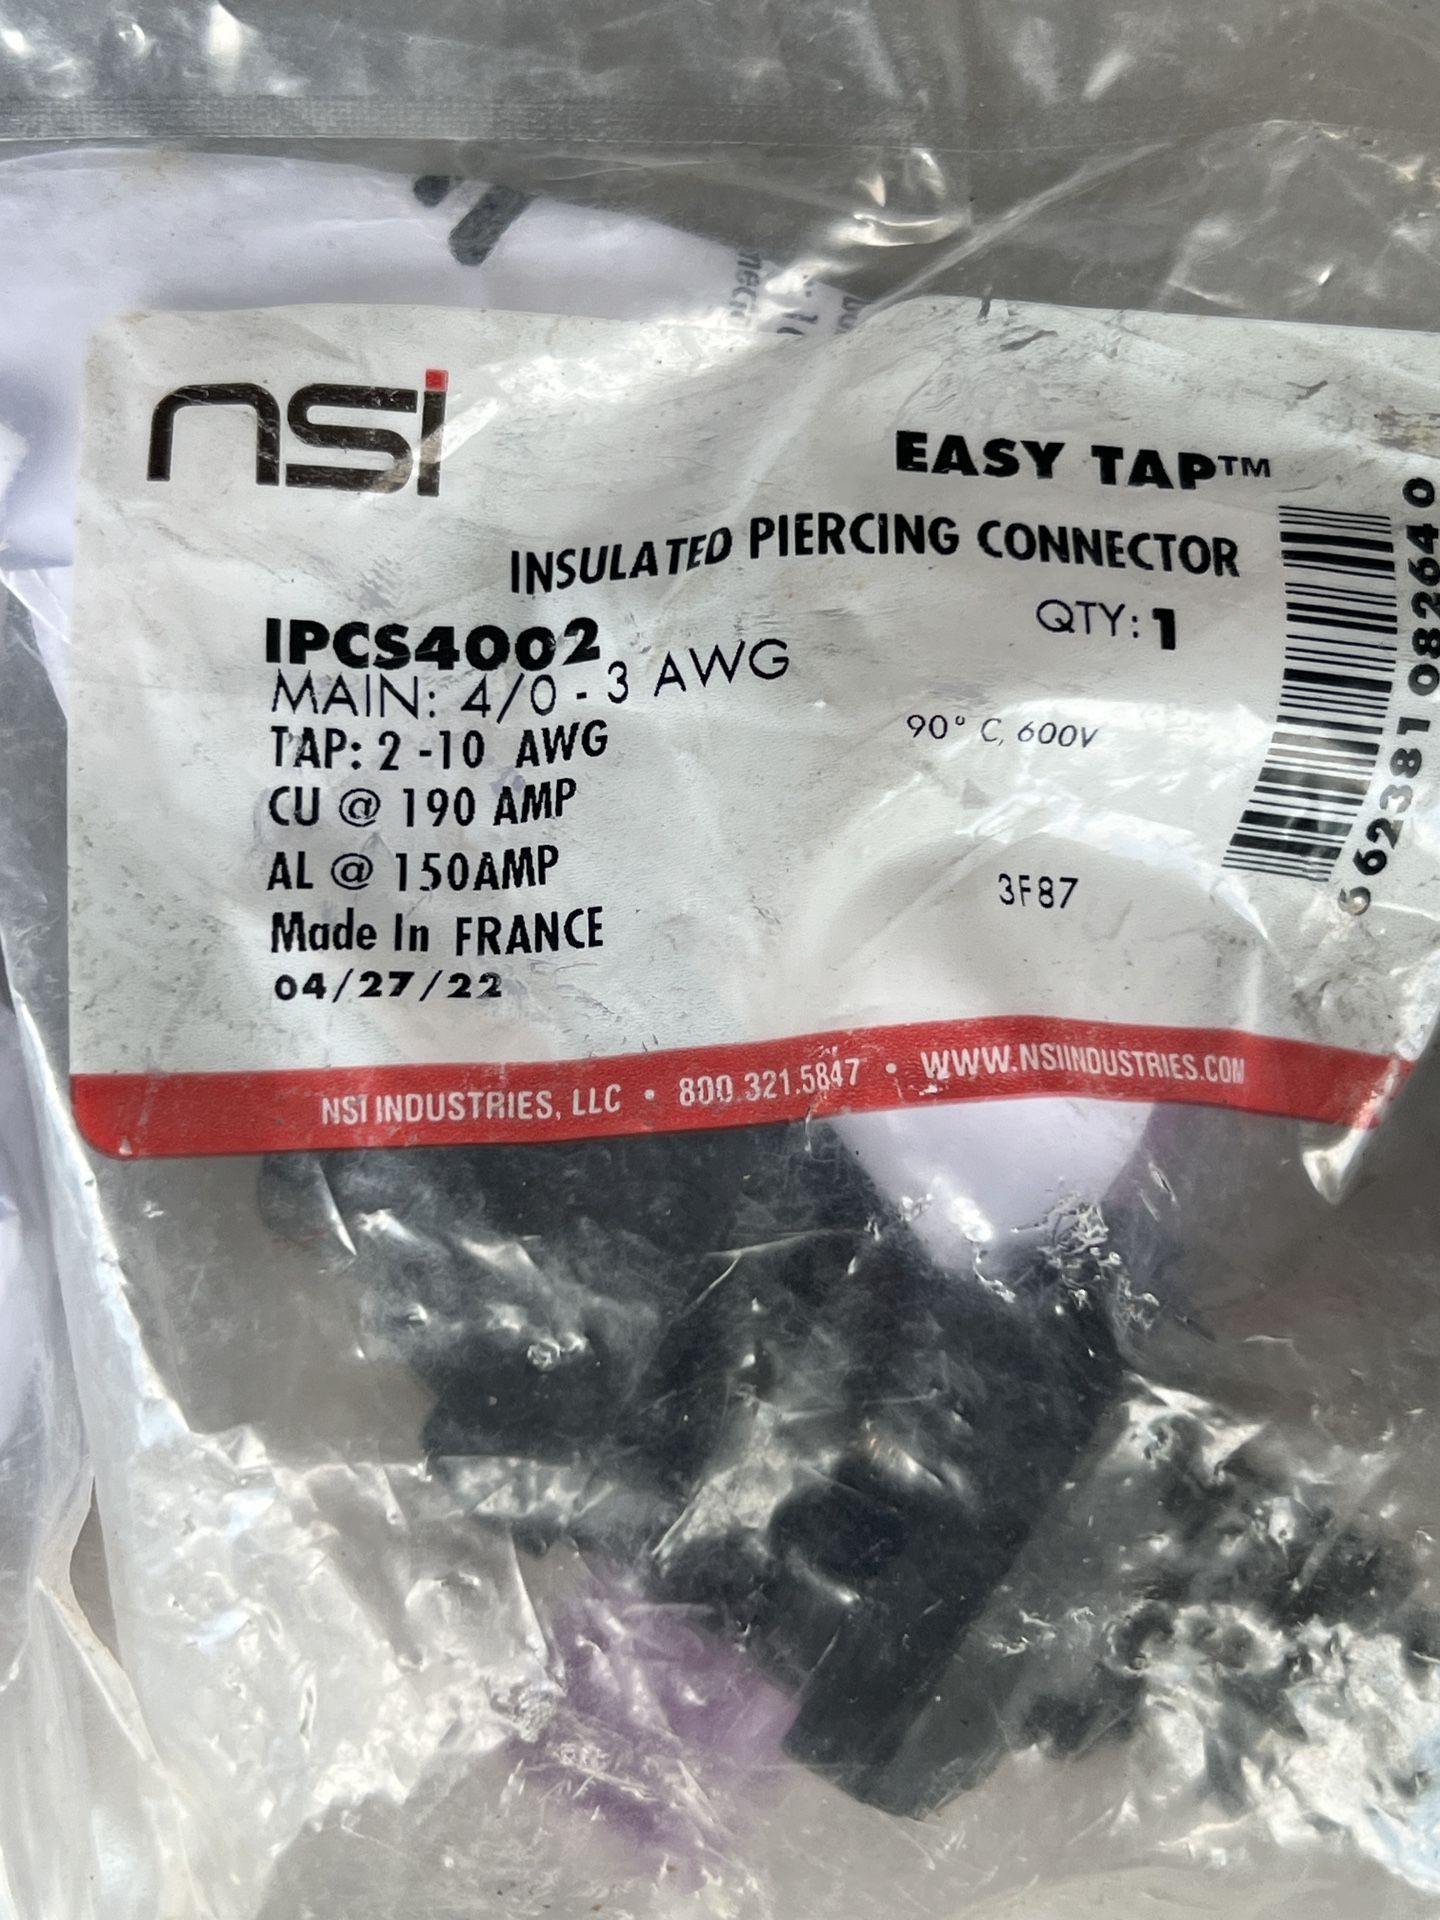 nsi
EASY TAP™
INSULATED PIERCING CONNECTOR
IPCS4002
QTY: 1
MAIN: 4/0 - 3 AWG
TAP: 2 -10 AWG
90° C, 600V
CU @ 190 AMP
AL @ 150AMP
3F87
Made In FRANCE
04/27/22
6 62381 08264 0
NSI INDUSTRIES, LLC • 800.321.5847 • WWW.NSIINDUSTRIES.COM